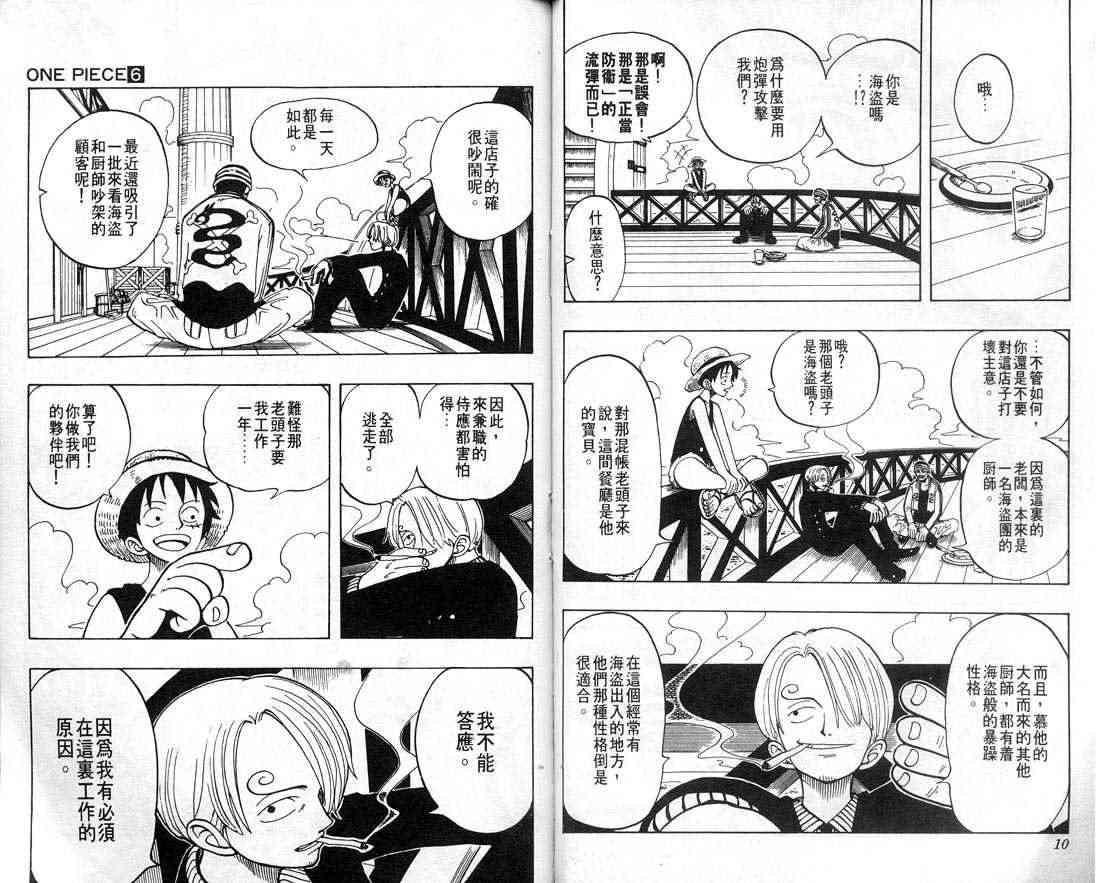 哦…
你是
海盜嗎
…!?
爲什麼要用
炮彈攻擊
我們?
啊!
那是誤會!
那是「正當
防衛」的
流彈而已!
什麼意思?
…不管如何,
你還是不要
對這店子打
壞主意。
因爲這裏的
老闆,本來是
一名海盜團的
厨師。
哦?
那個老頭子
是海盜嗎?
對那混帳老頭子來
說,這間餐廳是他
的寶貝。
而且,慕他的
大名而來的其他
厨師,都有着
海盜般的暴躁
性格。
在這個經常有
海盜出入的地方,
他們那種性格倒是
很適合。
10
ONE PIECE 6
這店子的確
很吵鬧呢。
每一天
都是
如此。
最近還吸引了
一批來看海盜
和厨師吵架的
顧客呢!
因此,
來兼職的
侍應都害怕
得…
全部
逃走了。
難怪那
老頭子要
我工作
一年……
算了吧!
你做我們
的夥伴吧!
我不能
答應。
因爲我有必須
在這裏工作的
原因。